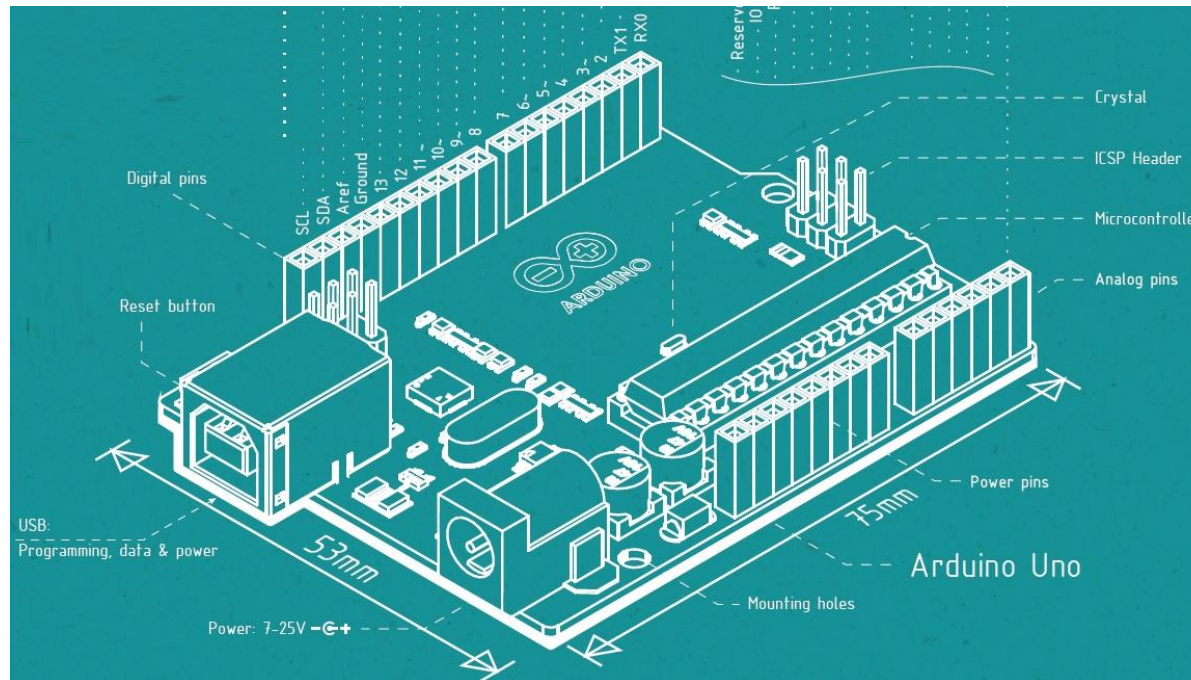 Reserve
IO
TX1
RX0
7
6~
5~
4
3~
2
SCL
SDA
Aref
Ground
13
12
11~
10~
9~
8
Crystal
ICSP Header
Microcontrolle
Analog pins
Digital pins
Reset button
ARDUINO
USB:
Programming, data & power
53mm
Power: 7-25V
75mm
Power pins
Arduino Uno
Mounting holes